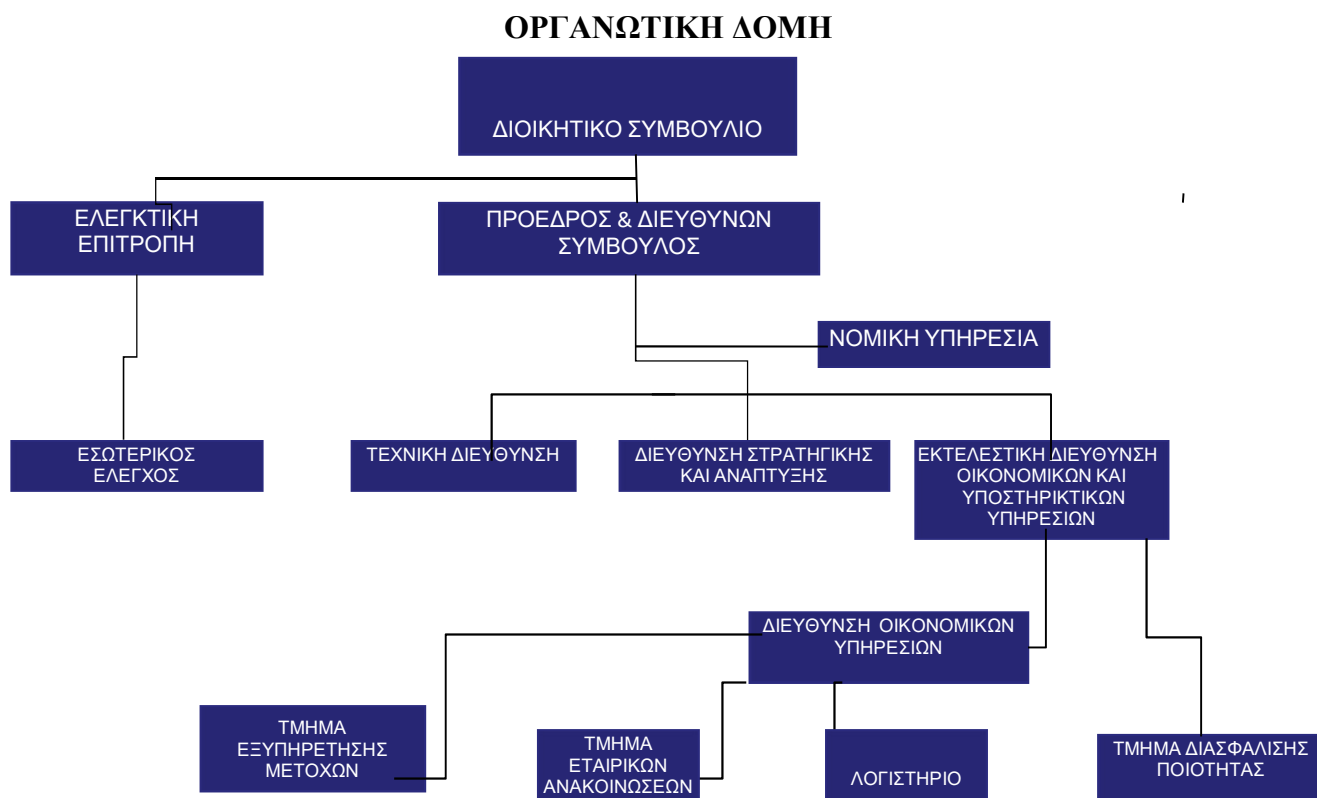 ΟΡΓΑΝΩΤΙΚΗ ΔΟΜΗ
ΔΙΟΙΚΗΤΙΚΟ ΣΥΜΒΟΥΛΙΟ
ΕΛΕΓΚΤΙΚΗ
ΕΠΙΤΡΟΠΗ
ΠΡΟΕΔΡΟΣ & ΔΙΕΥΘΥΝΩΝ
ΣΥΜΒΟΥΛΟΣ
ΝΟΜΙΚΗ ΥΠΗΡΕΣΙΑ
ΕΣΩΤΕΡΙΚΟΣ
ΕΛΕΓΧΟΣ
ΤΕΧΝΙΚΗ ΔΙΕΥΘΥΝΣΗ
ΔΙΕΥΘΥΝΣΗ ΣΤΡΑΤΗΓΙΚΗΣ
ΚΑΙ ΑΝΑΠΤΥΞΗΣ
ΕΚΤΕΛΕΣΤΙΚΗ ΔΙΕΥΘΥΝΣΗ
ΟΙΚΟΝΟΜΙΚΩΝ ΚΑΙ
ΥΠΟΣΤΗΡΙΚΤΙΚΩΝ
ΥΠΗΡΕΣΙΩΝ
ΔΙΕΥΘΥΝΣΗ ΟΙΚΟΝΟΜΙΚΩΝ
ΥΠΗΡΕΣΙΩΝ
ΤΜΗΜΑ
ΕΞΥΠΗΡΕΤΗΣΗΣ
ΜΕΤΟΧΩΝ
ΤΜΗΜΑ
ΕΤΑΙΡΙΚΩΝ
ΑΝΑΚΟΙΝΩΣΕΩΝ
ΛΟΓΙΣΤΗΡΙΟ
ΤΜΗΜΑ ΔΙΑΣΦΑΛΙΣΗΣ
ΠΟΙΟΤΗΤΑΣ